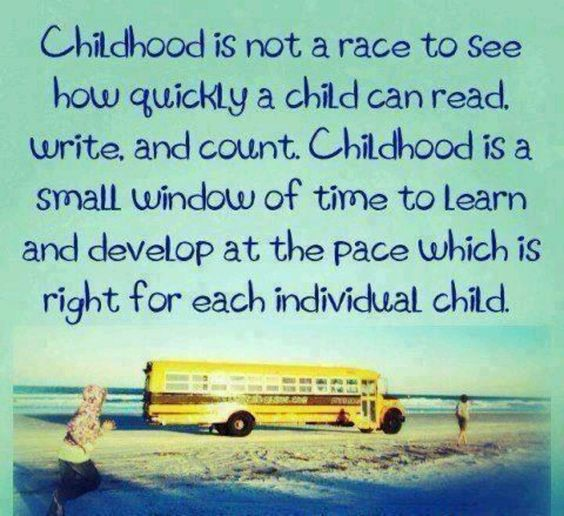 Childhood is not a race to see
how quickly a child can read,
write, and count. Childhood is a
small window of time to learn
and develop at the pace which is
right for each individual child.